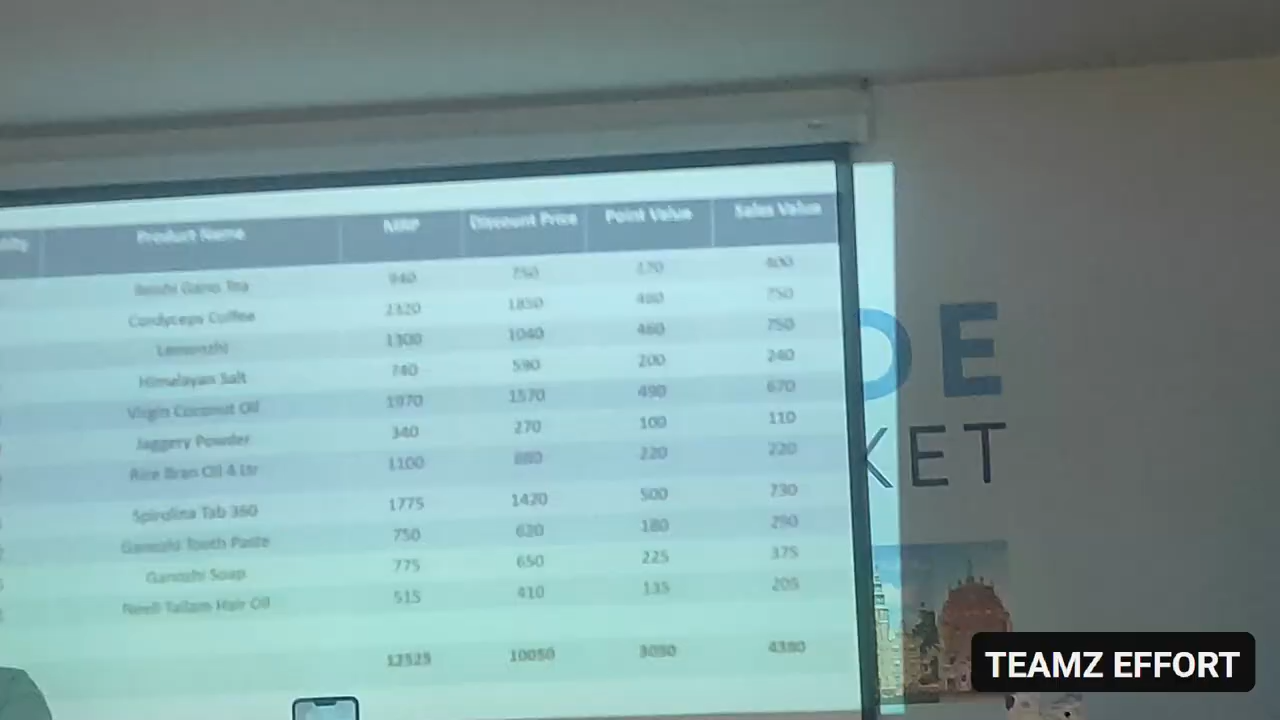 Product Name MRP Discount Price Point Value Sales Value
Reishi Gano Tea 940 750 170 400
Cordyceps Coffee 2320 1850 480 750
Lemonzhi 1300 1040 460 750
Himalayan Salt 740 590 200 240
Virgin Coconut Oil 1970 1570 490 670
Jaggery Powder 340 270 100 110
Rice Bran Oil 4 Ltr 1100 880 220 220
Spirulina Tab 360 1775 1420 500 730
Ganozhi Tooth Paste 750 620 180 290
Ganozhi Soap 775 650 225 375
Neeli Tailam Hair Oil 515 410 135 205
12525 10050 4380
DE
KET
TEAMZ EFFORT